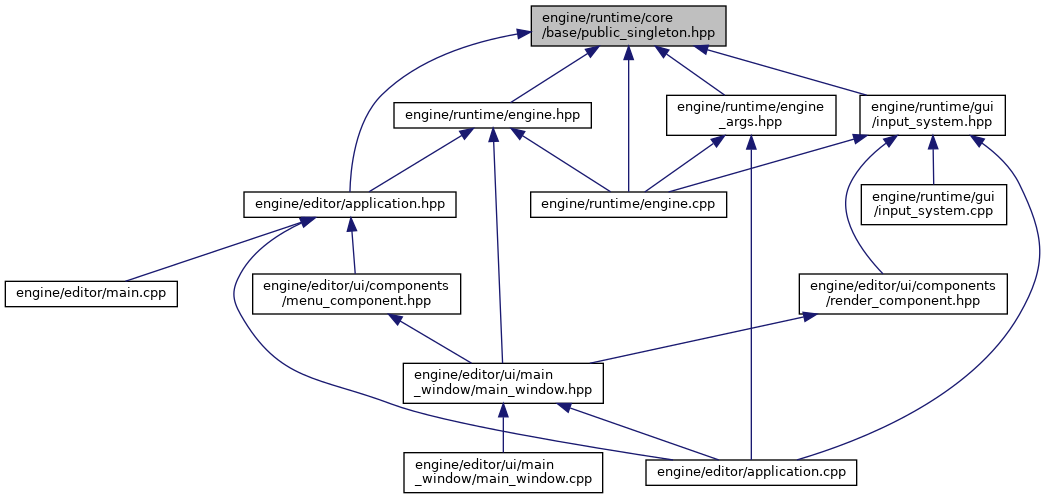 engine/runtime/core
/base/public_singleton.hpp
engine/runtime/engine.hpp
engine/runtime/engine
_args.hpp
engine/runtime/gui
/input_system.hpp
engine/editor/application.hpp
engine/runtime/engine.cpp
engine/runtime/gui
/input_system.cpp
engine/editor/main.cpp
engine/editor/ui/components
/menu_component.hpp
engine/editor/ui/components
/render_component.hpp
engine/editor/ui/main
_window/main_window.hpp
engine/editor/ui/main
_window/main_window.cpp
engine/editor/application.cpp